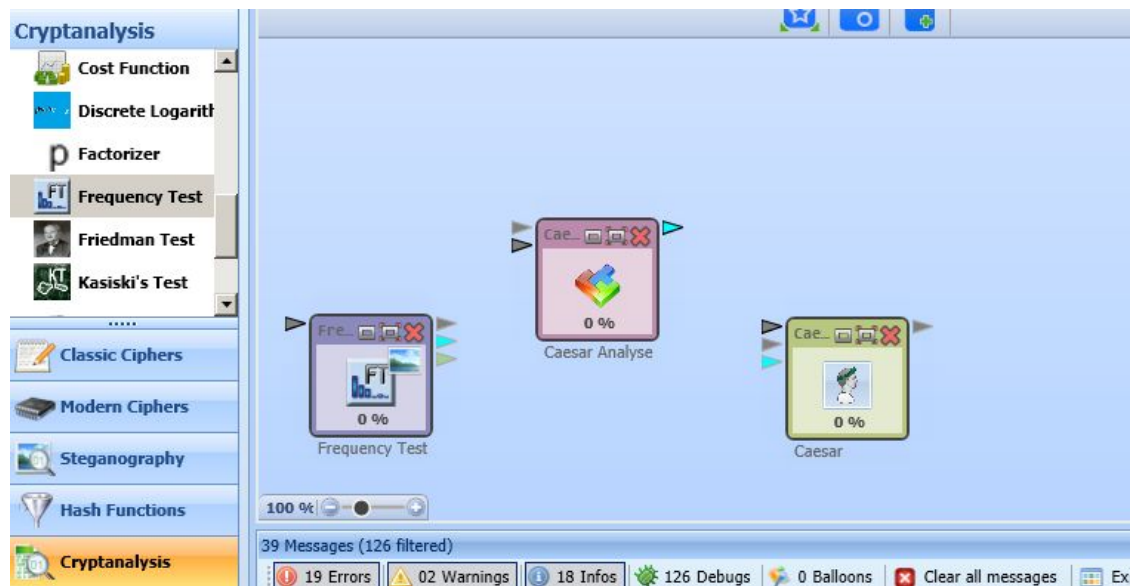 Cryptanalysis
Cost Function
Discrete Logarith
p Factorizer
FT Frequency Test
Friedman Test
KT Kasiski's Test
Classic Ciphers
Modern Ciphers
Steganography
Hash Functions
Cryptanalysis
Cae...
0 %
Caesar Analyse
Fre...
FT
0 %
Frequency Test
Cae...
0 %
Caesar
100 %
39 Messages (126 filtered)
19 Errors 02 Warnings 18 Infos 126 Debugs 0 Balloons Clear all messages Ex